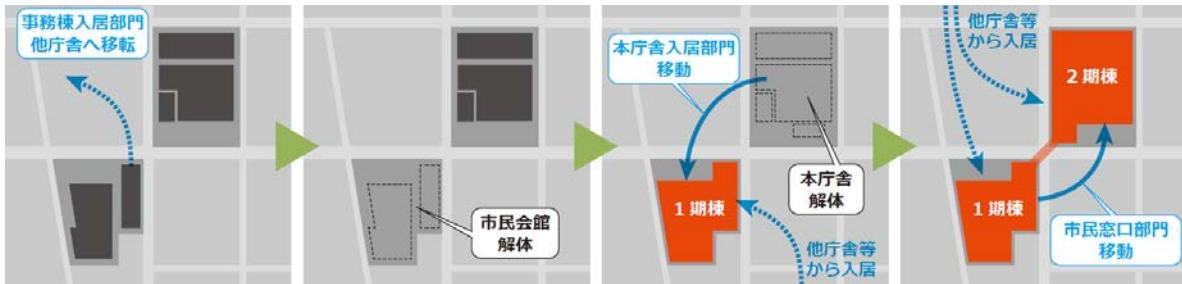 事務棟入居部門
他庁舎へ移転
市民会館
解体
本庁舎入居部門
移動
本庁舎
解体
1期棟
他庁舎等
から入居
他庁舎等
から入居
2期棟
1期棟
市民窓口部門
移動